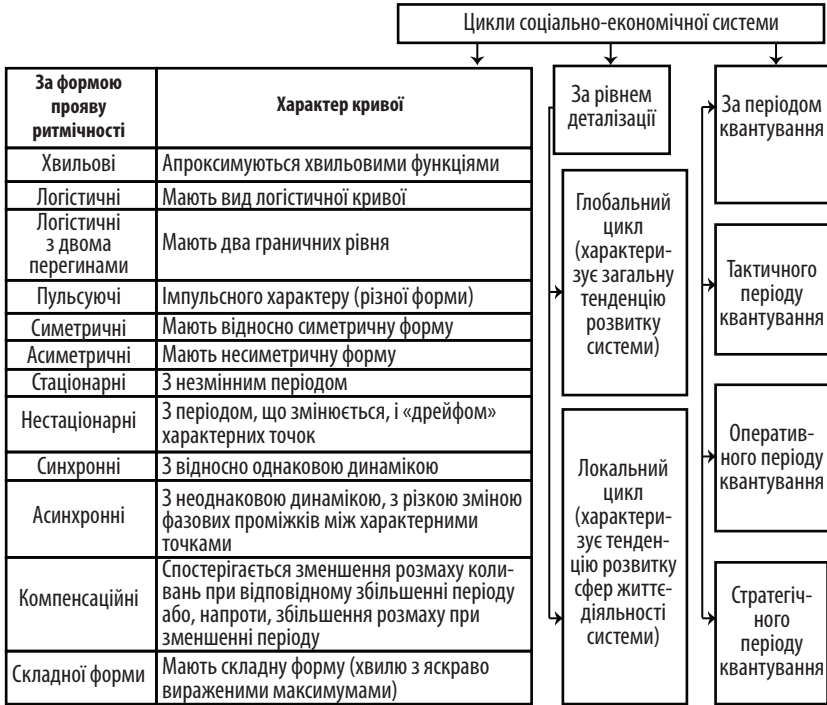 Цикли соціально-економічної системи
За формою
прояву
ритмічності
Характер кривої
Хвильові
Апроксимуються хвильовими функціями
Логістичні
Мають вид логістичної кривої
Логістичні
з двома
перегинами
Мають два граничних рівня
Пульсуючі
Імпульсного характеру (різної форми)
Симетричні
Мають відносно симетричну форму
Асиметричні
Мають несиметричну форму
Стаціонарні
З незмінним періодом
Нестаціонарні
З періодом, що змінюється, і «дрейфом»
характерних точок
Синхронні
З відносно однаковою динамікою
Асинхронні
З неоднаковою динамікою, з різкою зміною
фазових проміжків між характерними
точками
Компенсаційні
Спостерігається зменшення розмаху коли-
вань при відповідному збільшенні періоду
або, напроти, збільшення розмаху при
зменшенні періоду
Складної форми
Мають складну форму (хвилю з яскраво
вираженими максимумами)
За рівнем
деталізації
Глобальний
цикл
(характери-
зує загальну
тенденцію
розвитку
системи)
Локальний
цикл
(характери-
зує тенден-
цію розвитку
сфер життє-
діяльності
системи)
За періодом
квантування
Тактичного
періоду
квантування
Оператив-
ного періоду
квантування
Стратегіч-
ного
періоду
квантування